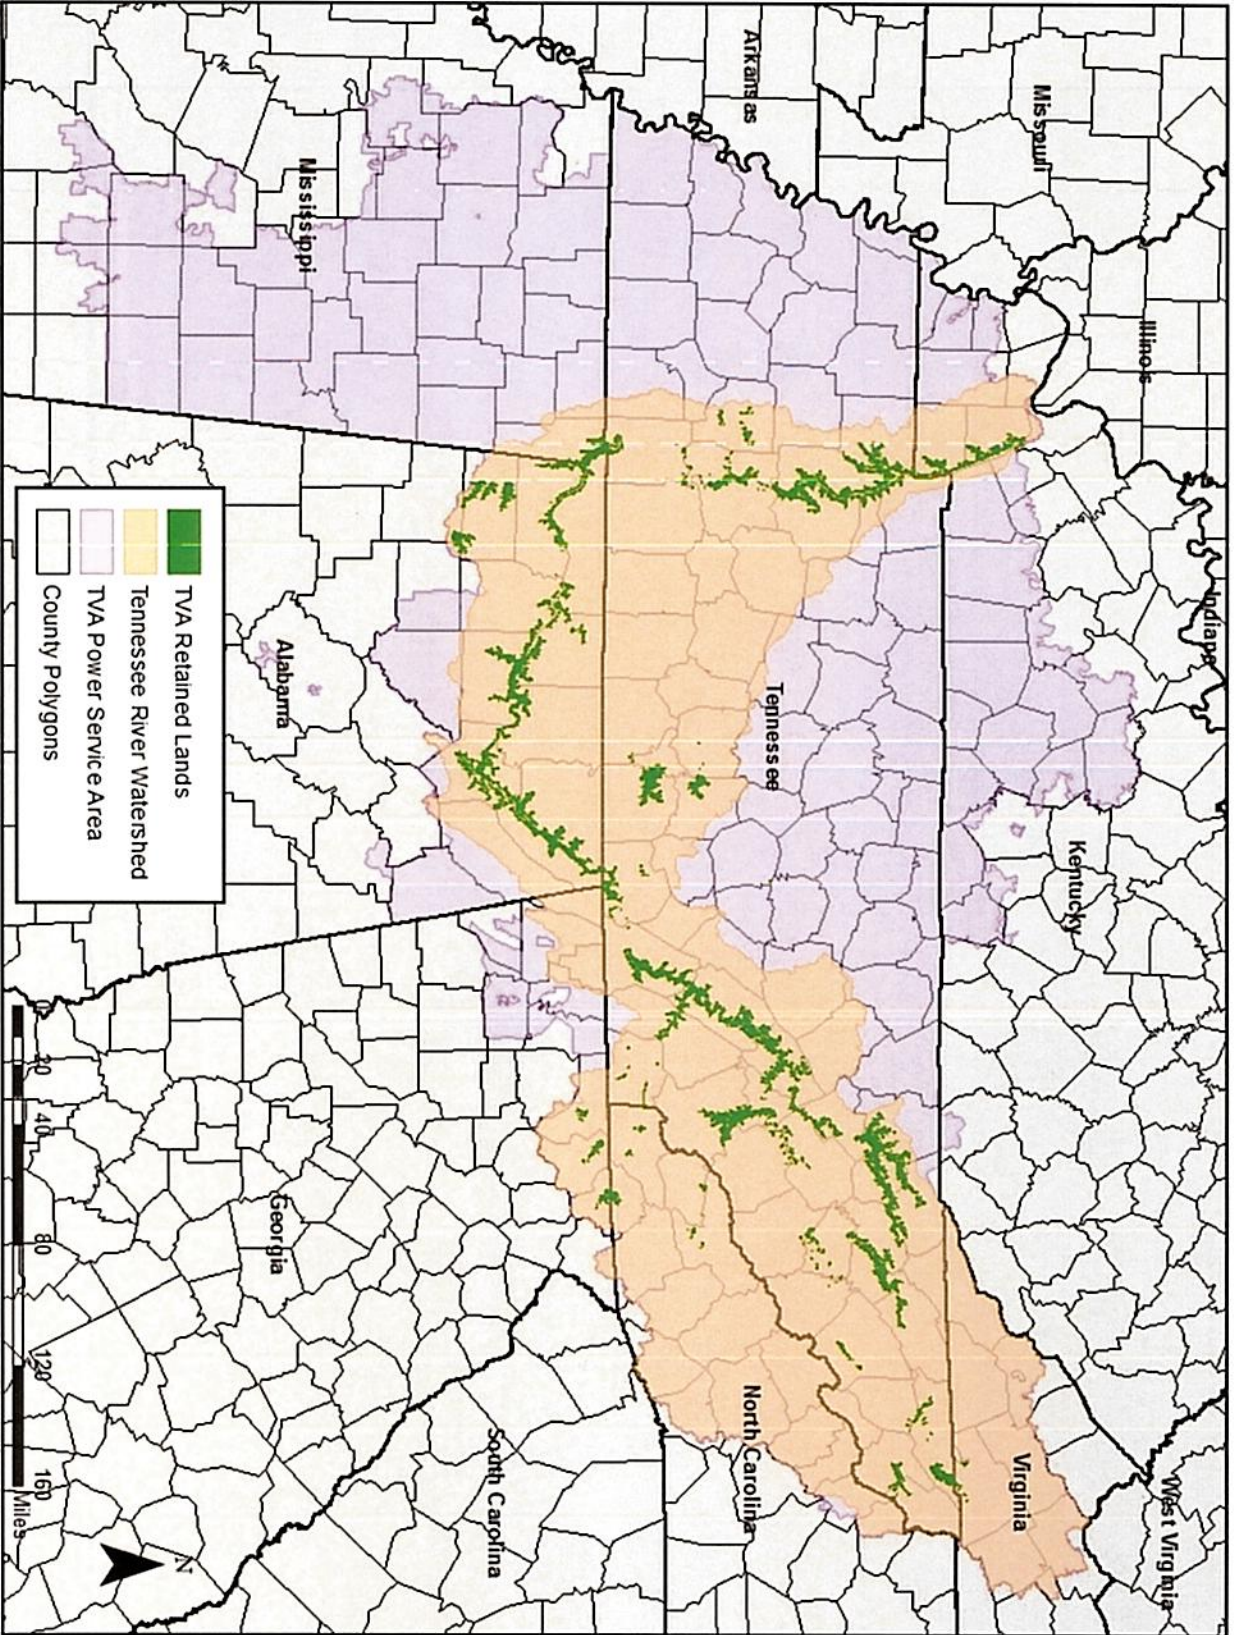 Missouri
Illinois
Indiana
Kentucky
West Virginia
Virginia
Arkansas
Tennessee
North Carolina
Mississippi
Alabama
Georgia
South Carolina
TVA Retained Lands
Tennessee River Watershed
TVA Power Service Area
County Polygons
0 20 40 80 120 160
Miles
N